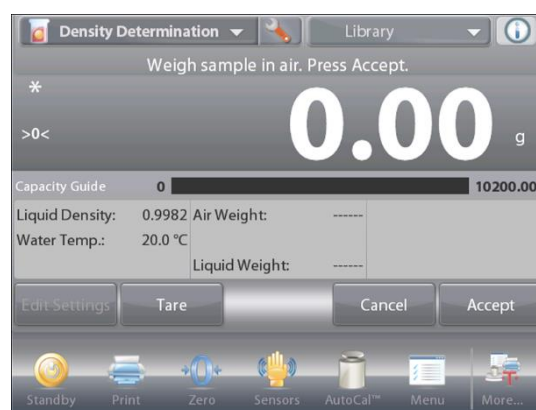 Density Determination Library
Weigh sample in air. Press Accept.
*
>0<
0.00 g
Capacity Guide 0 10200.00
Liquid Density: 0.9982 Air Weight: ------
Water Temp.: 20.0 °C
Liquid Weight: ------
Edit Settings Tare Cancel Accept
Standby Print Zero Sensors AutoCal™ Menu More...